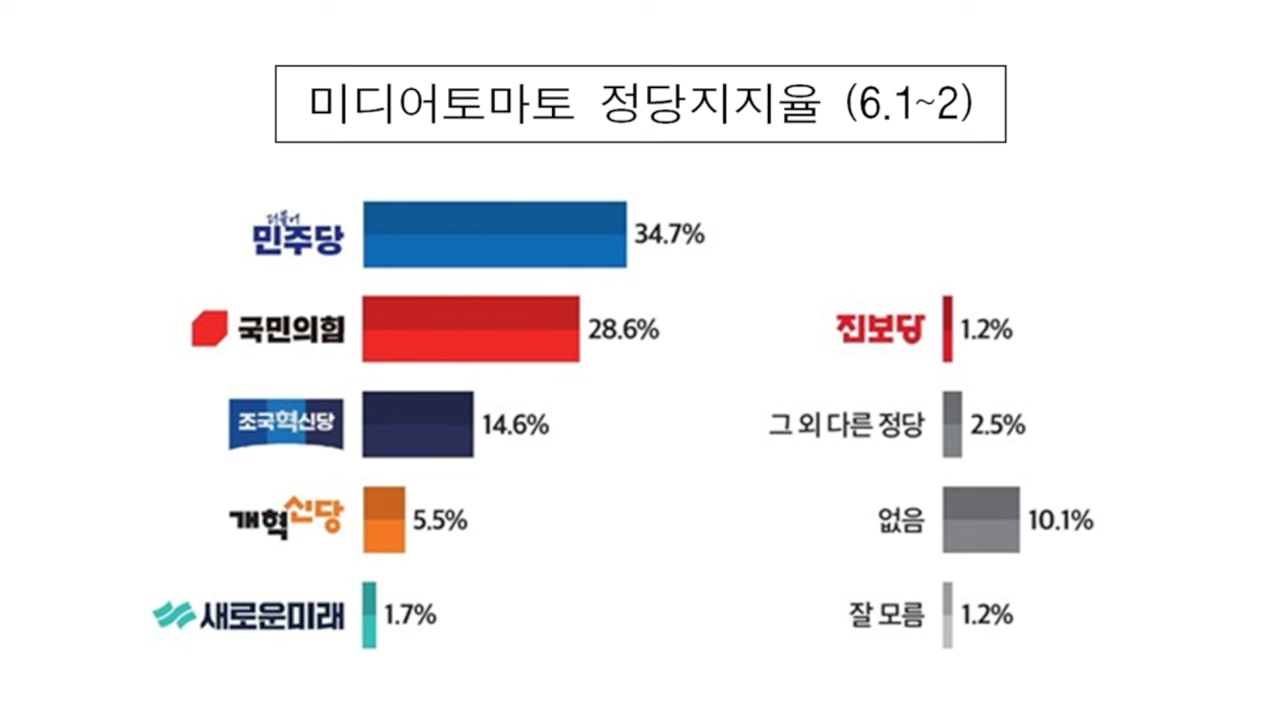 미디어토마토 정당지지율 (6.1~2)
더불어
민주당 34.7%
국민의힘 28.6%
조국혁신당 14.6%
개혁신당 5.5%
새로운미래 1.7%
진보당 1.2%
그 외 다른 정당 2.5%
없음 10.1%
잘 모름 1.2%